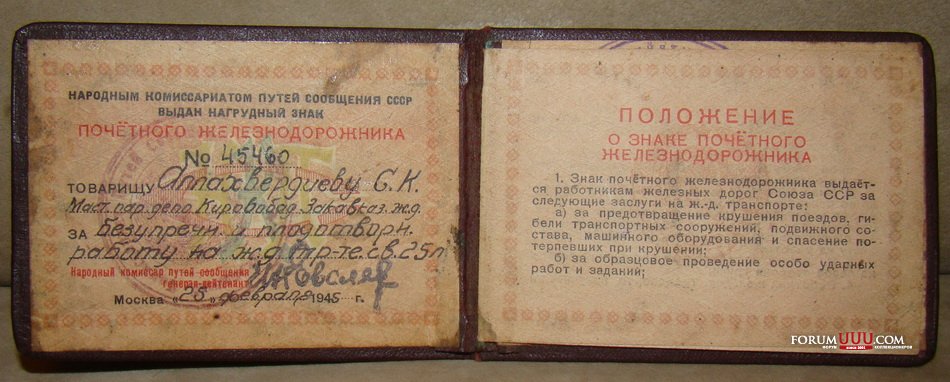 НАРОДНЫМ КОМИССАРИАТОМ ПУТЕЙ СООБЩЕНИЯ СССР
ВЫДАН НАГРУДНЫЙ ЗНАК
ПОЧЁТНОГО ЖЕЛЕЗНОДОРОЖНИКА
№ 45460
ТОВАРИЩУ Аллахвердиеву С. К.
Маст. пар. депо Кировобад Закавказ. ж.д.
ЗА безупречн. и плодотворн.
работу на ж.д. тр-те св. 25 л
Народный комиссар путей сообщения
генерал-лейтенант
Москва „25" февраля 1945 г.
ПОЛОЖЕНИЕ
О ЗНАКЕ ПОЧЁТНОГО
ЖЕЛЕЗНОДОРОЖНИКА
1. Знак почётного железнодорожника выдаёт-
ся работникам железных дорог Союза ССР за
следующие заслуги на ж.-д. транспорте:
а) за предотвращение крушения поездов, ги-
бели транспортных сооружений, подвижного со-
става, машинного оборудования и спасение по-
терпевших при крушении;
б) за образцовое проведение особо ударных
работ и заданий;
FORUMUUU.COM
ФОРУМ КОЛЛЕКЦИОНЕРОВ